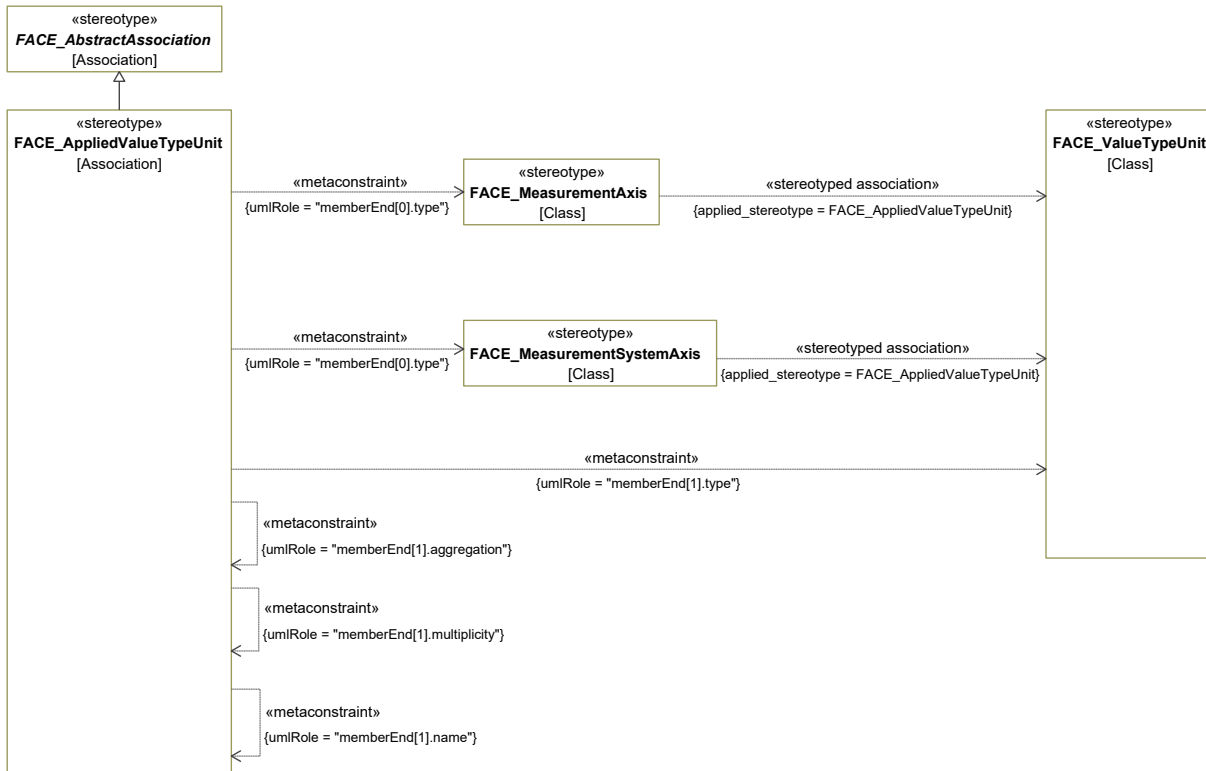 «stereotype»
FACE_AbstractAssociation
[Association]
«stereotype»
FACE_AppliedValueTypeUnit
[Association]
«stereotype»
FACE_ValueTypeUnit
[Class]
«metaconstraint»
{umlRole = "memberEnd[0].type"}
«stereotype»
FACE_MeasurementAxis
[Class]
«stereotyped association»
{applied_stereotype = FACE_AppliedValueTypeUnit}
«metaconstraint»
{umlRole = "memberEnd[0].type"}
«stereotype»
FACE_MeasurementSystemAxis
[Class]
«stereotyped association»
{applied_stereotype = FACE_AppliedValueTypeUnit}
«metaconstraint»
{umlRole = "memberEnd[1].type"}
«metaconstraint»
{umlRole = "memberEnd[1].aggregation"}
«metaconstraint»
{umlRole = "memberEnd[1].multiplicity"}
«metaconstraint»
{umlRole = "memberEnd[1].name"}